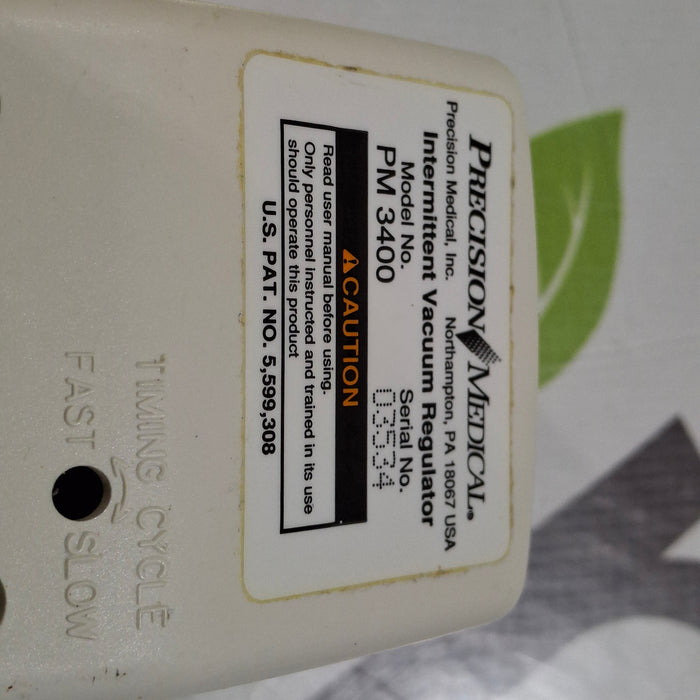 PRECISION MEDICAL®
Precision Medical, Inc. Northampton, PA 18067 USA
Intermittent Vacuum Regulator
Model No. Serial No.
PM 3400 03534
CAUTION
Read user manual before using.
Only personnel instructed and trained in its use
should operate this product
U.S. PAT. NO. 5,599,308
TIMING CYCLE
FAST SLOW